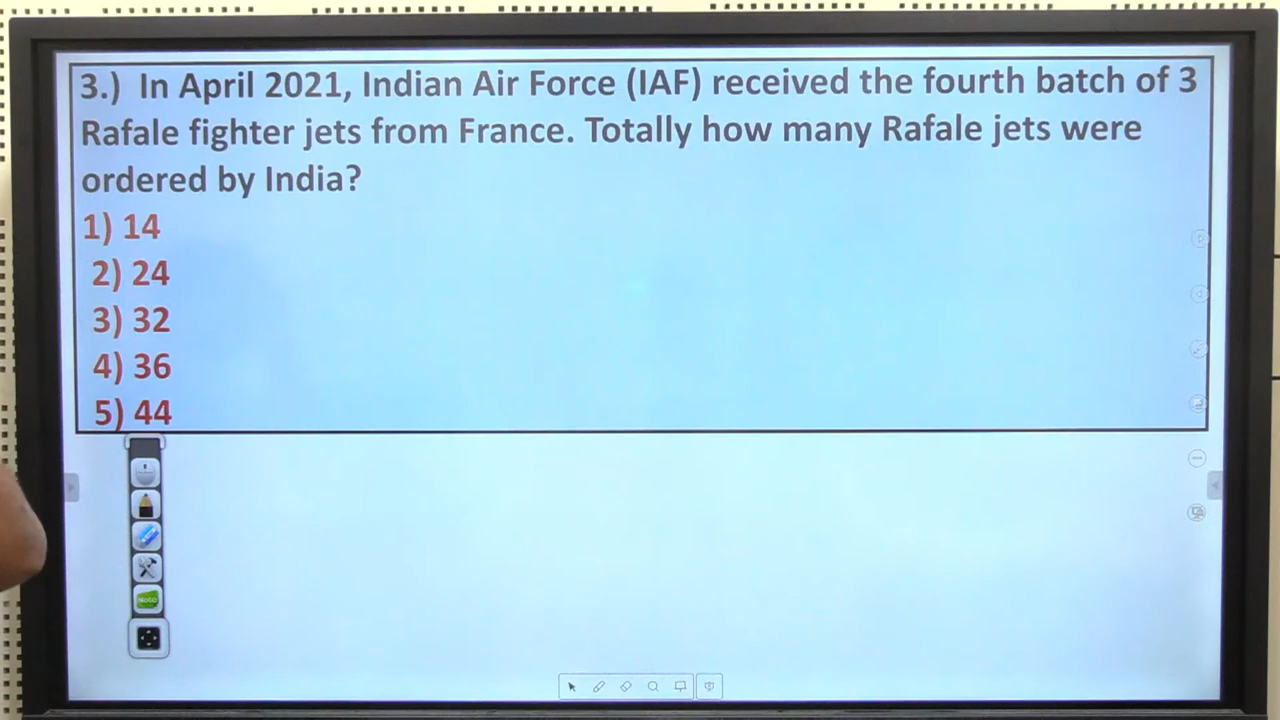 3.) In April 2021, Indian Air Force (IAF) received the fourth batch of 3
Rafale fighter jets from France. Totally how many Rafale jets were
ordered by India?
1) 14
2) 24
3) 32
4) 36
5) 44
Note